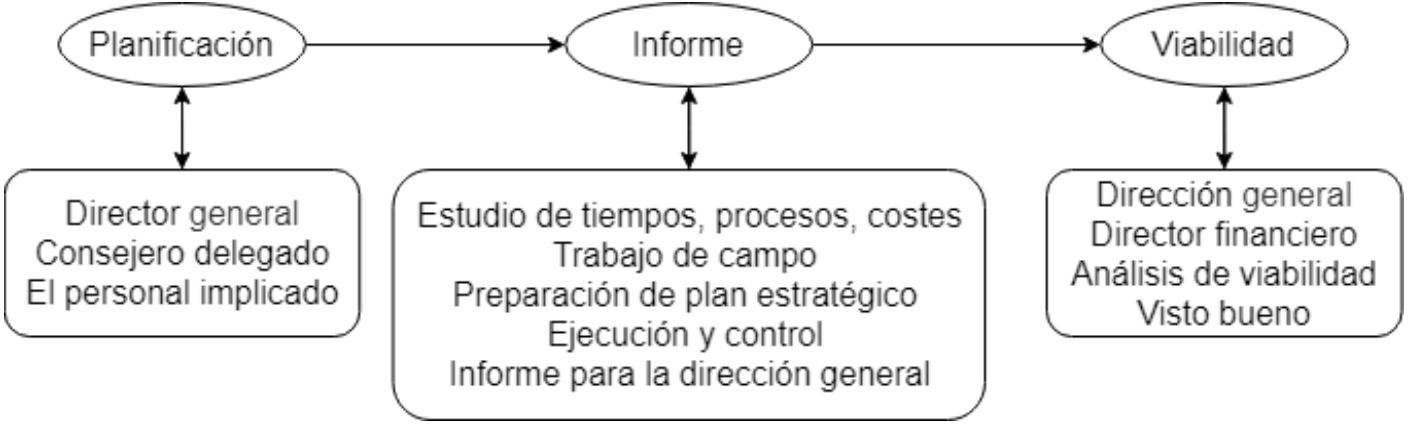 Planificación
Informe
Viabilidad
Director general
Consejero delegado
El personal implicado
Estudio de tiempos, procesos, costes
Trabajo de campo
Preparación de plan estratégico
Ejecución y control
Informe para la dirección general
Dirección general
Director financiero
Análisis de viabilidad
Visto bueno